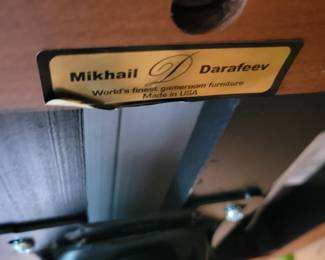 Mikhail D Darafeev
World's finest gameroom furniture
Made in USA